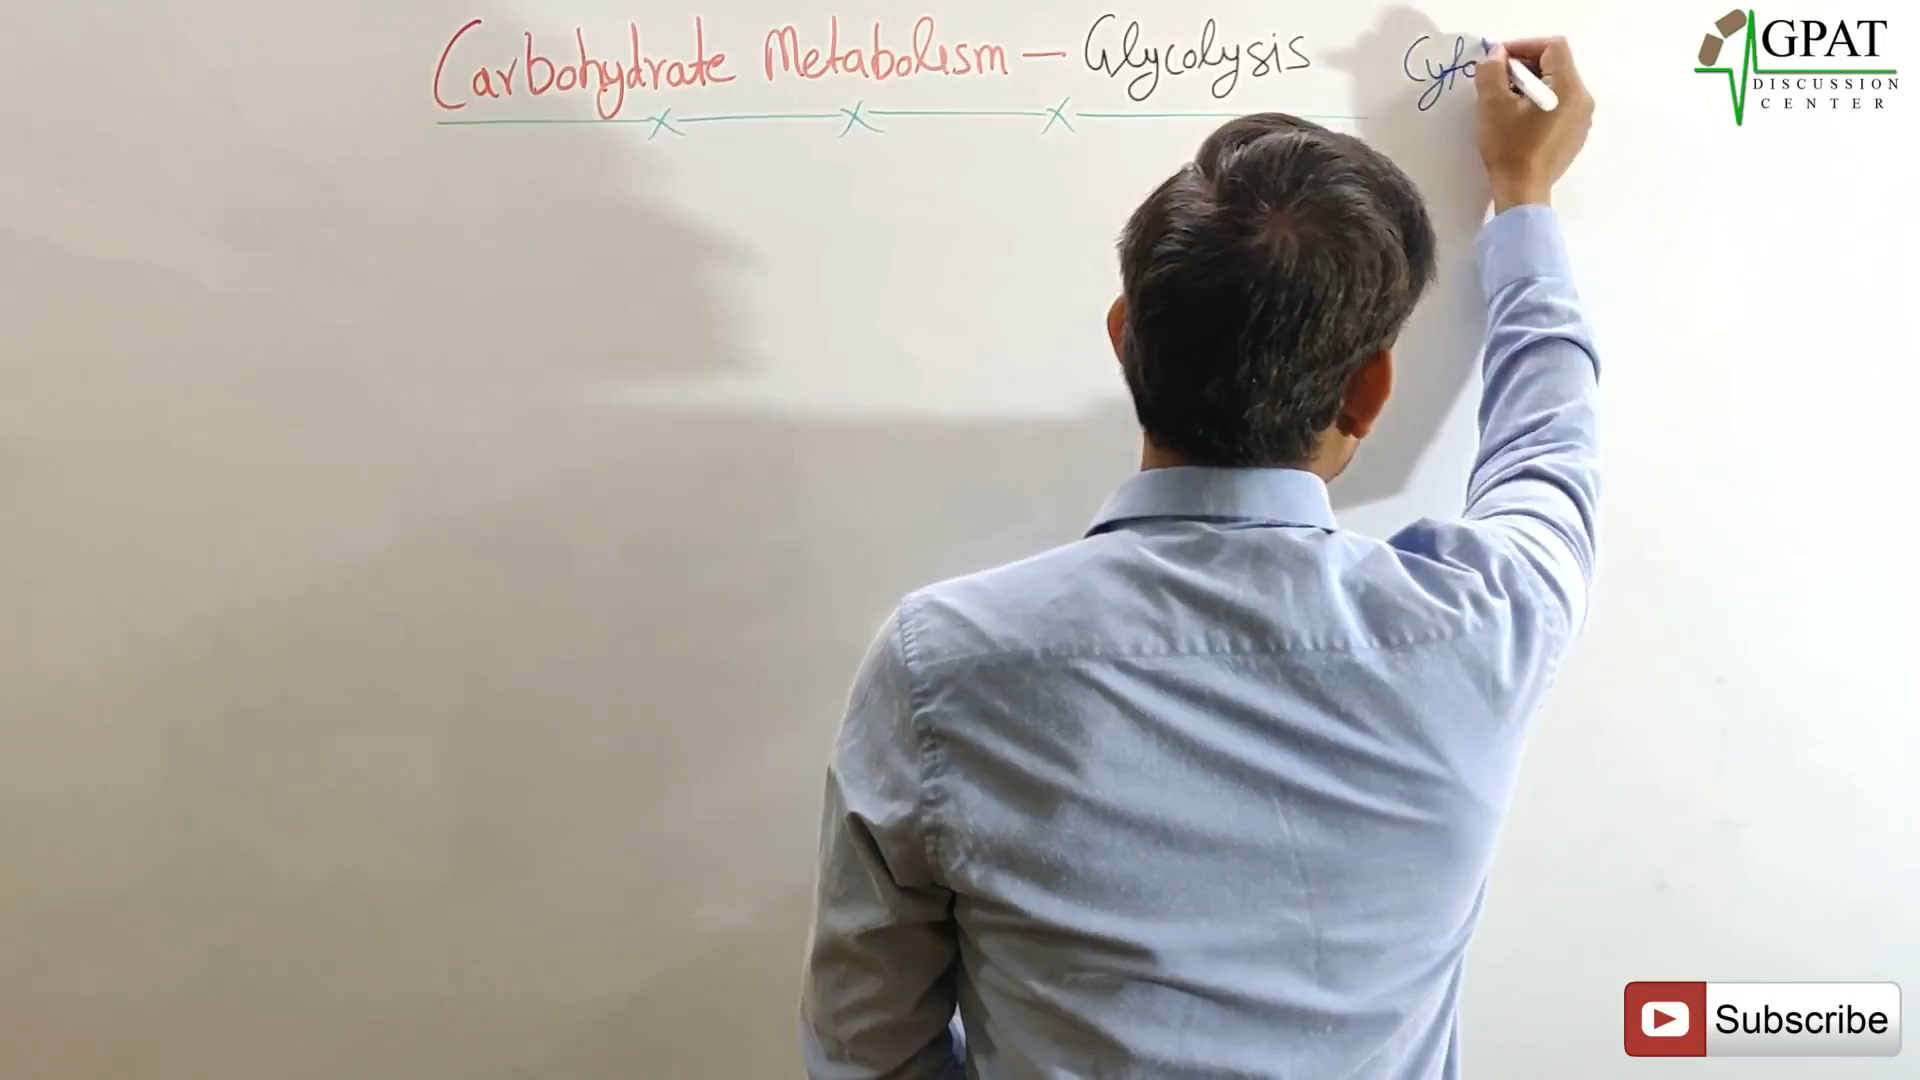 Carbohydrate Metabolism — Glycolysis
GPAT
DISCUSSION
CENTER
Subscribe